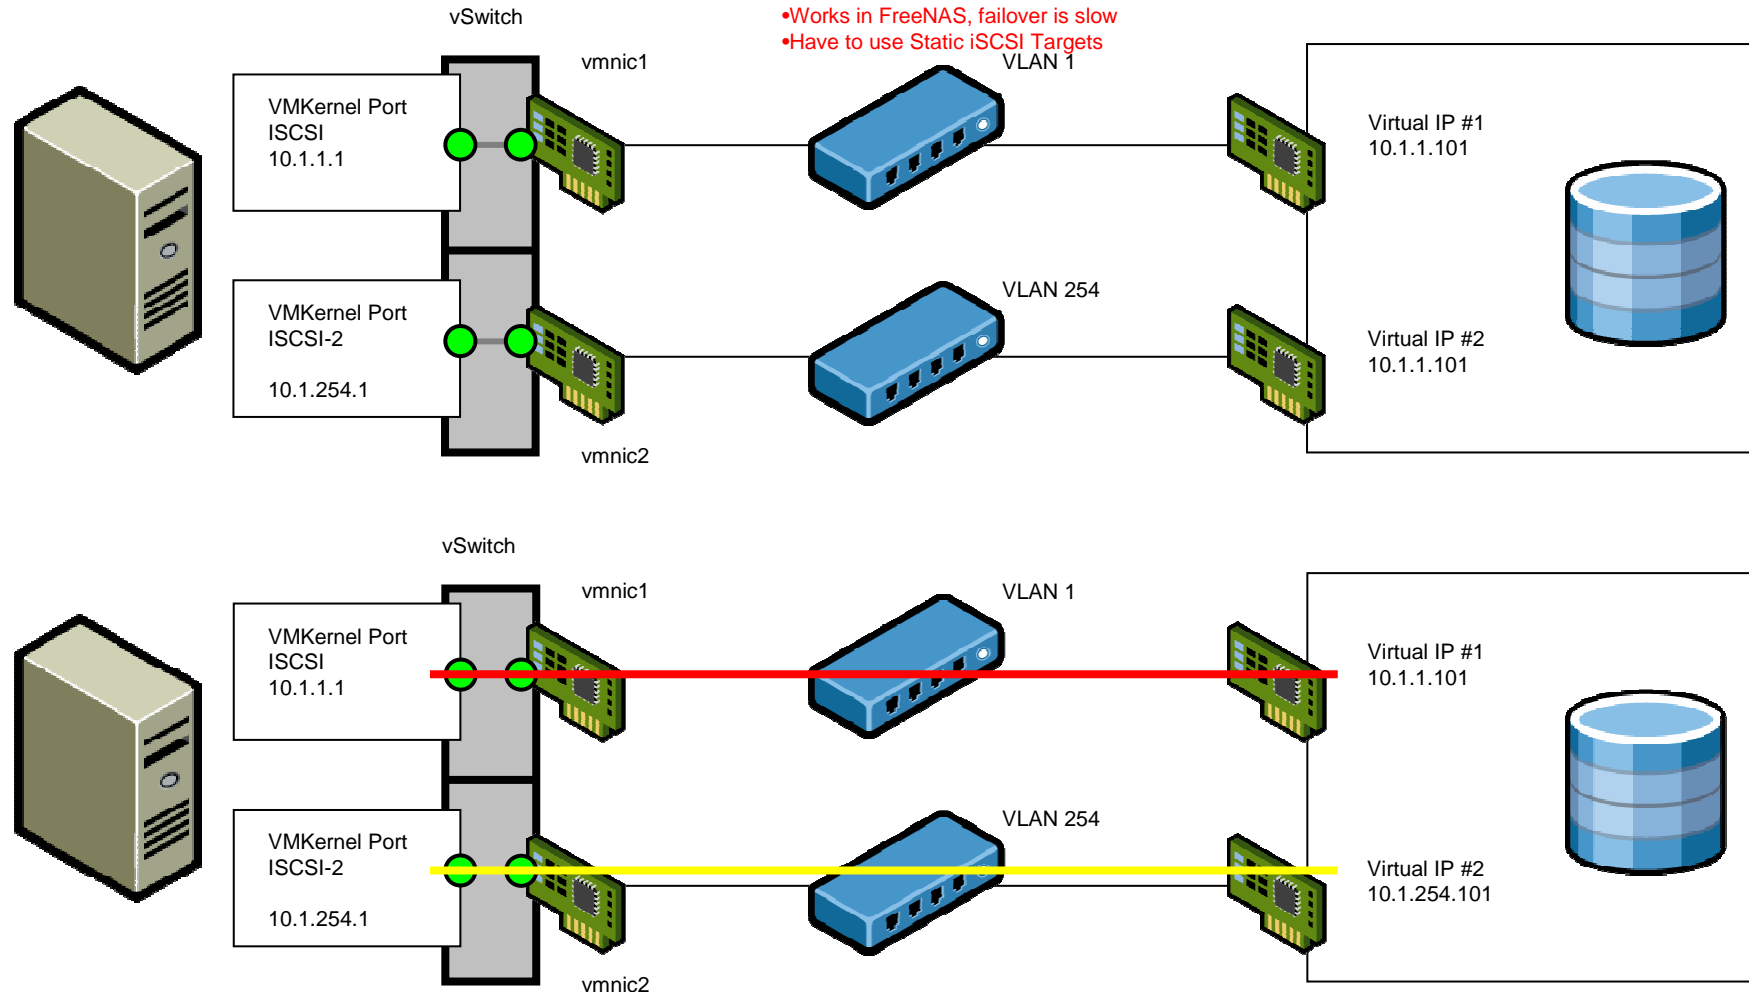 vSwitch
•Works in FreeNAS, failover is slow
•Have to use Static iSCSI Targets
vmnic1
VLAN 1
VMKernel Port
ISCSI
10.1.1.1
Virtual IP #1
10.1.1.101
VLAN 254
VMKernel Port
ISCSI-2
10.1.254.1
Virtual IP #2
10.1.1.101
vmnic2
vSwitch
vmnic1
VLAN 1
VMKernel Port
ISCSI
10.1.1.1
Virtual IP #1
10.1.1.101
VLAN 254
VMKernel Port
ISCSI-2
10.1.254.1
Virtual IP #2
10.1.254.101
vmnic2